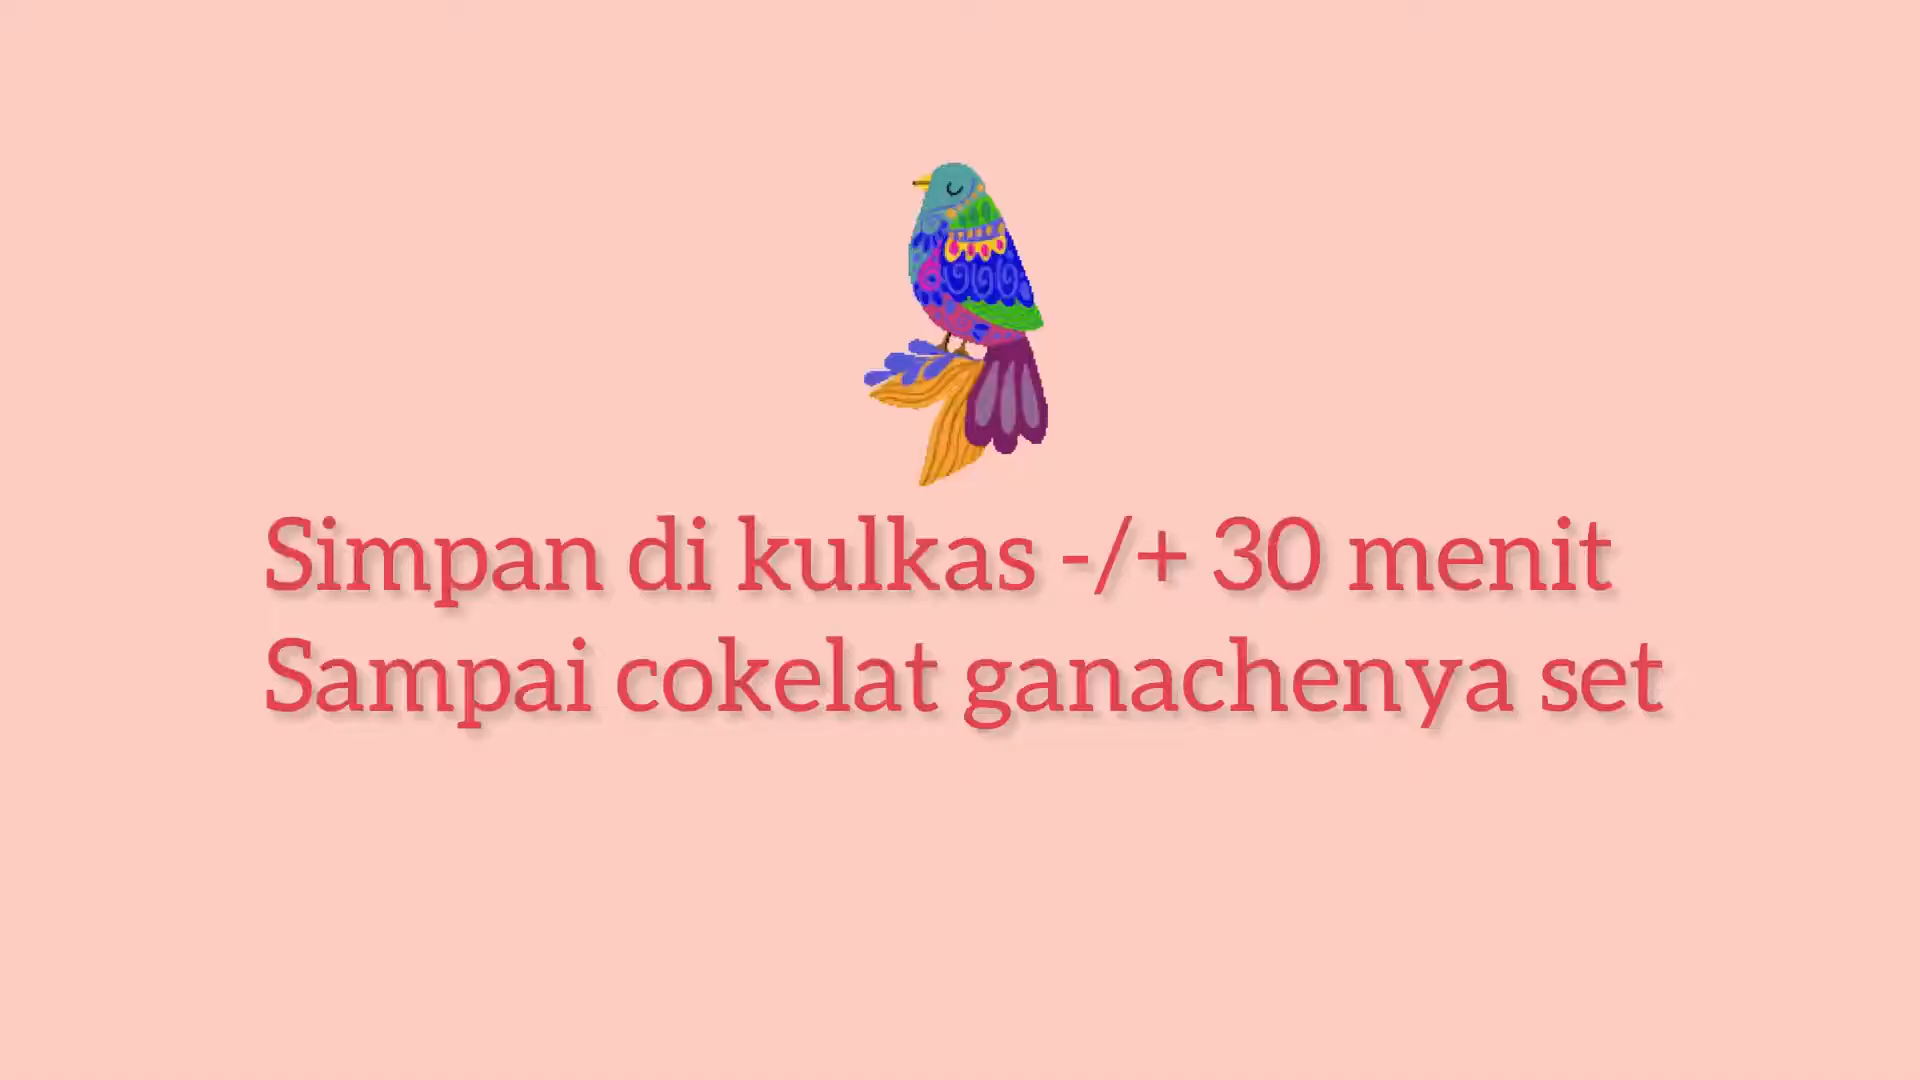 Simpan di kulkas -/+ 30 menit
Sampai cokelat ganachenya set